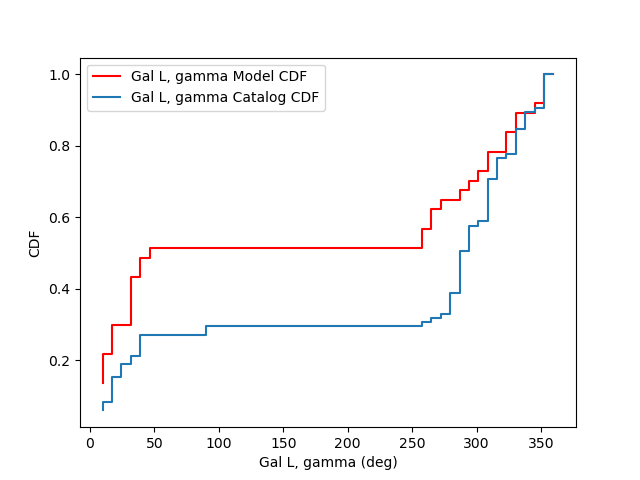 Gal L, gamma Model CDF
Gal L, gamma Catalog CDF
1.0
0.8
0.6
0.4
0.2
CDF
0 50 100 150 200 250 300 350
Gal L, gamma (deg)